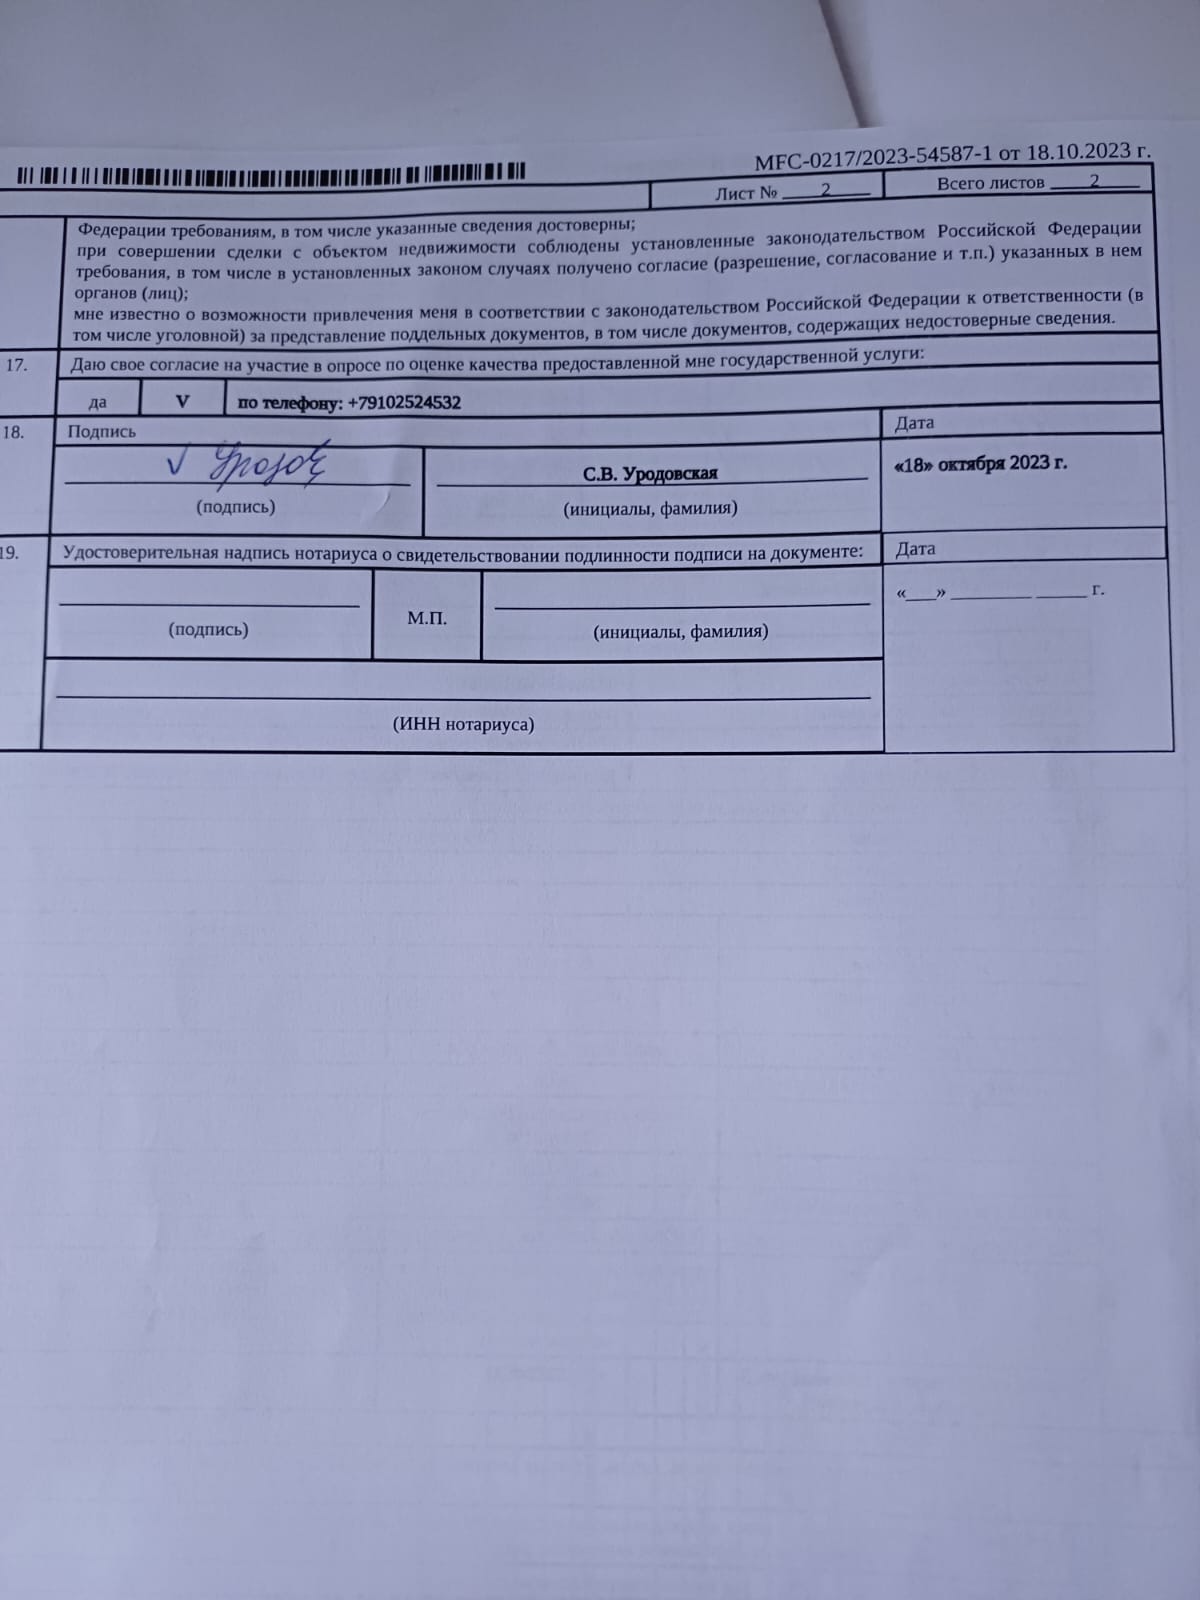 MFC-0217/2023-54587-1 от 18.10.2023 г.
Лист № 2 Всего листов 2
Федерации требованиям, в том числе указанные сведения достоверны;
при совершении сделки с объектом недвижимости соблюдены установленные законодательством Российской Федерации
требования, в том числе в установленных законом случаях получено согласие (разрешение, согласование и т.п.) указанных в нем
органов (лиц);
мне известно о возможности привлечения меня в соответствии с законодательством Российской Федерации к ответственности (в
том числе уголовной) за представление поддельных документов, в том числе документов, содержащих недостоверные сведения.
17. Даю свое согласие на участие в опросе по оценке качества предоставленной мне государственной услуги:
да V по телефону: +79102524532
18. Подпись Дата
С.В. Уродовская «18» октября 2023 г.
(подпись) (инициалы, фамилия)
19. Удостоверительная надпись нотариуса о свидетельствовании подлинности подписи на документе: Дата
«___» ________ _____ г.
М.П.
(подпись) (инициалы, фамилия)
(ИНН нотариуса)